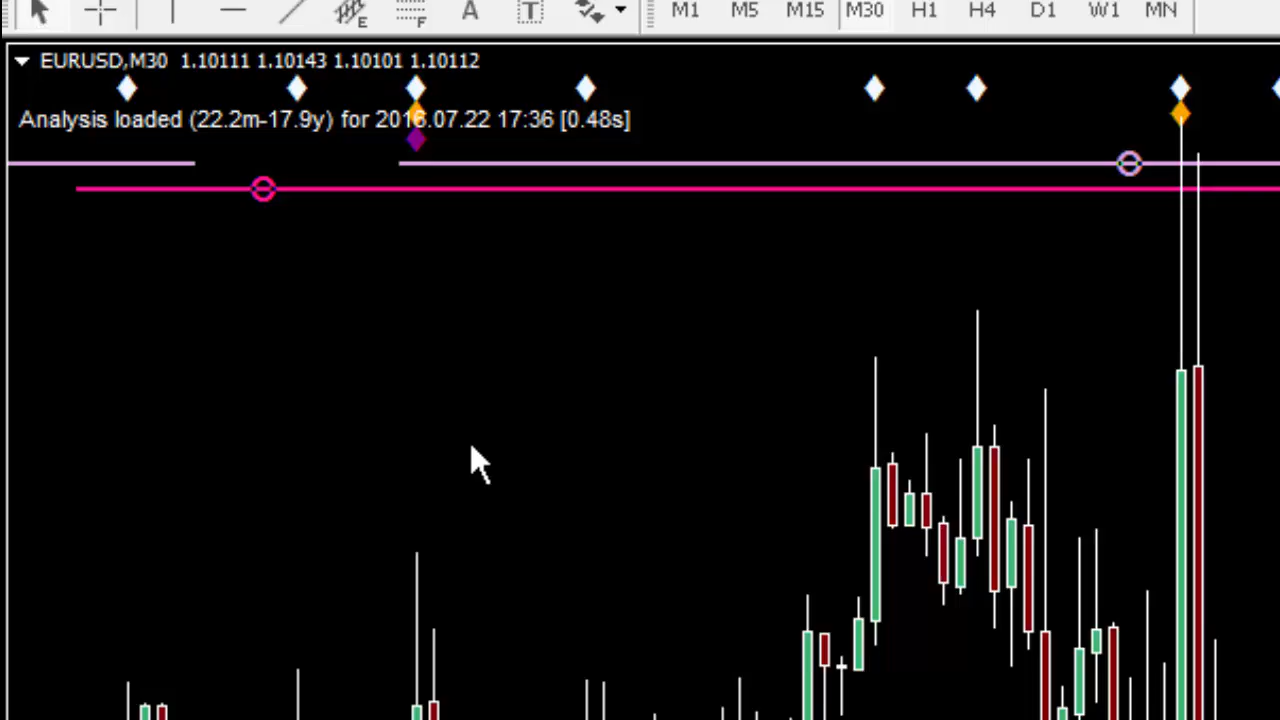 E F A T M1 M5 M15 M30 H1 H4 D1 W1 MN
EURUSD,M30 1.10111 1.10143 1.10101 1.10112
Analysis loaded (22.2m-17.9y) for 2016.07.22 17:36 [0.48s]